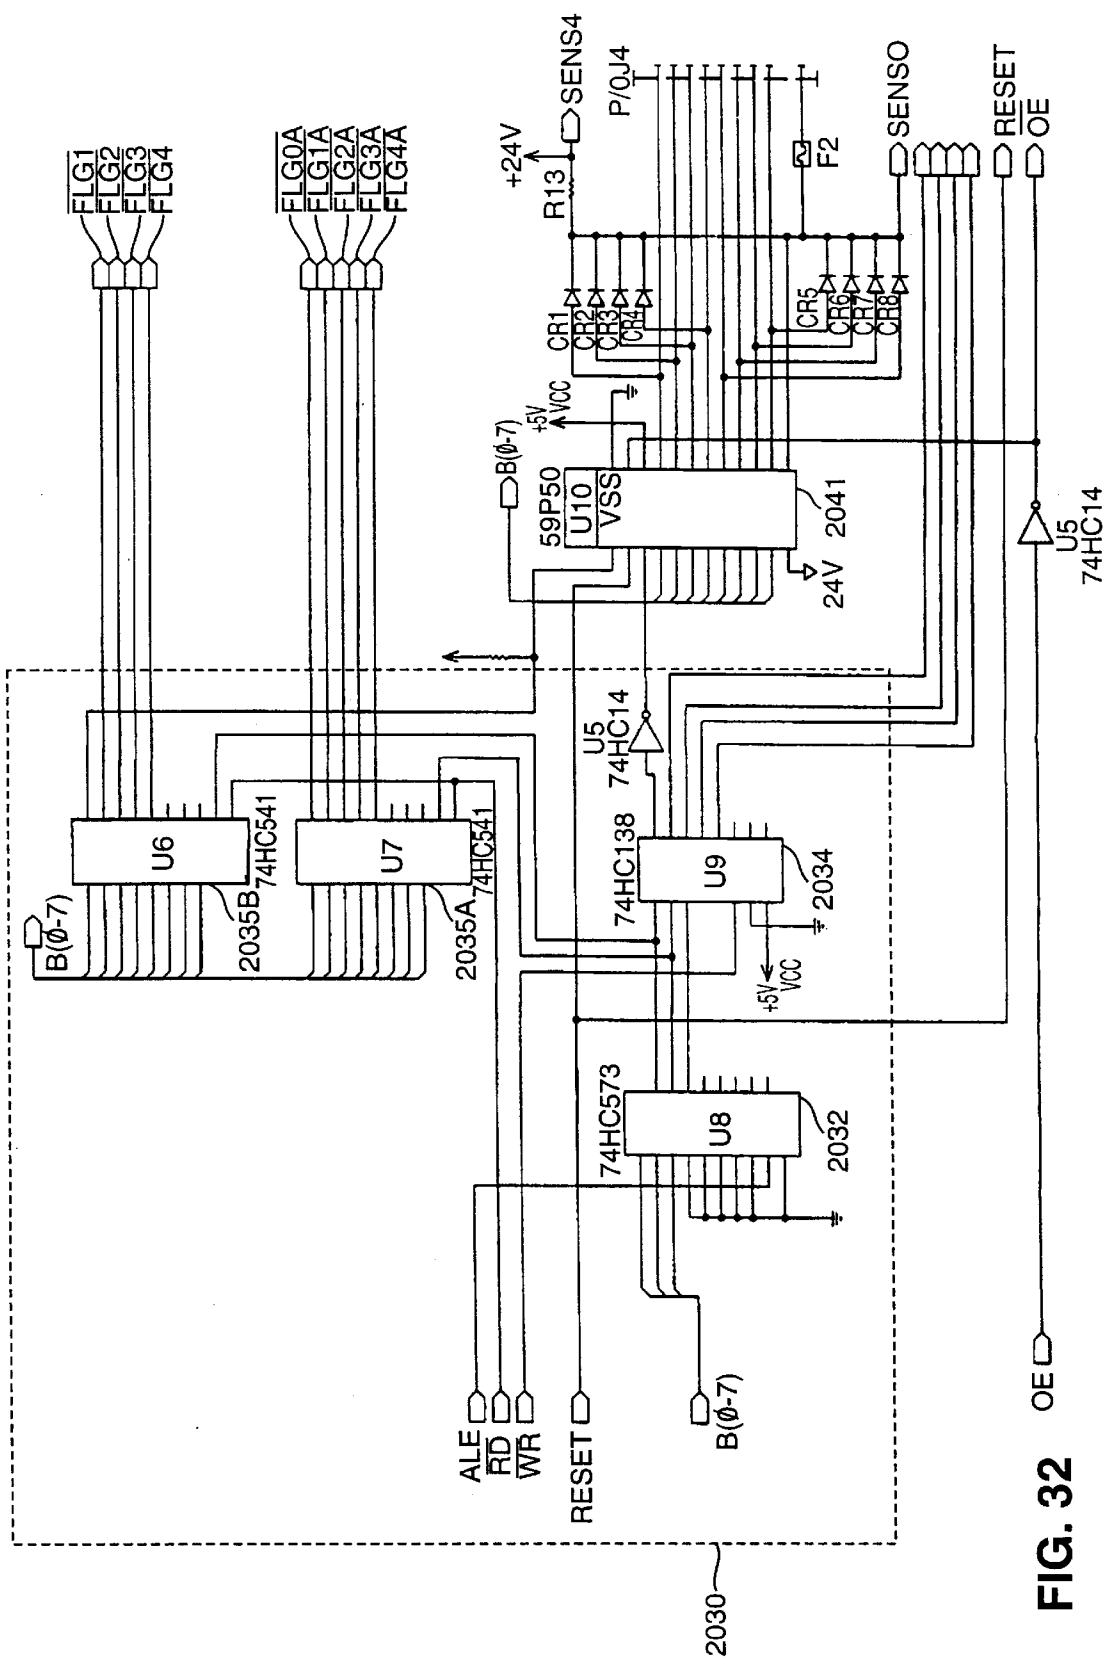 FLG1
FLG2
FLG3
FLG4
FLG0A
FLG1A
FLG2A
FLG3A
FLG4A
B(Ø-7)
U6
74HC541
2035B
U7
74HC541
2035A
ALE
RD
WR
RESET
B(Ø-7)
74HC573
U8
2032
74HC138
U9
2034
+5V
VCC
U5
74HC14
B(Ø-7)
59P50
U10
VSS
2041
24V
+5V
VCC
CR1
CR2
CR3
CR4
CR5
CR6
CR7
CR8
R13
+24V
SENS4
P/OJ4
F2
SENSO
RESET
OE
U5
74HC14
OE
2030
FIG. 32